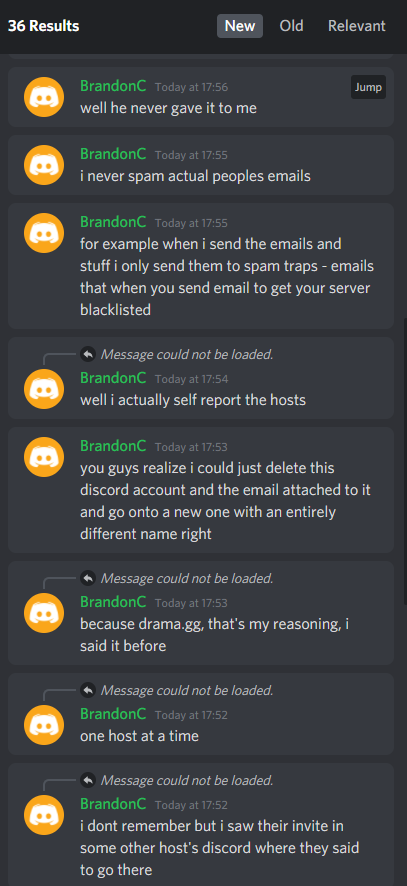 36 Results New Old Relevant
BrandonC Today at 17:56 Jump
well he never gave it to me
BrandonC Today at 17:55
i never spam actual peoples emails
BrandonC Today at 17:55
for example when i send the emails and
stuff i only send them to spam traps - emails
that when you send email to get your server
blacklisted
Message could not be loaded.
BrandonC Today at 17:54
well i actually self report the hosts
BrandonC Today at 17:53
you guys realize i could just delete this
discord account and the email attached to it
and go onto a new one with an entirely
different name right
Message could not be loaded.
BrandonC Today at 17:53
because drama.gg, that's my reasoning, i
said it before
Message could not be loaded.
BrandonC Today at 17:52
one host at a time
Message could not be loaded.
BrandonC Today at 17:52
i dont remember but i saw their invite in
some other host's discord where they said
to go there